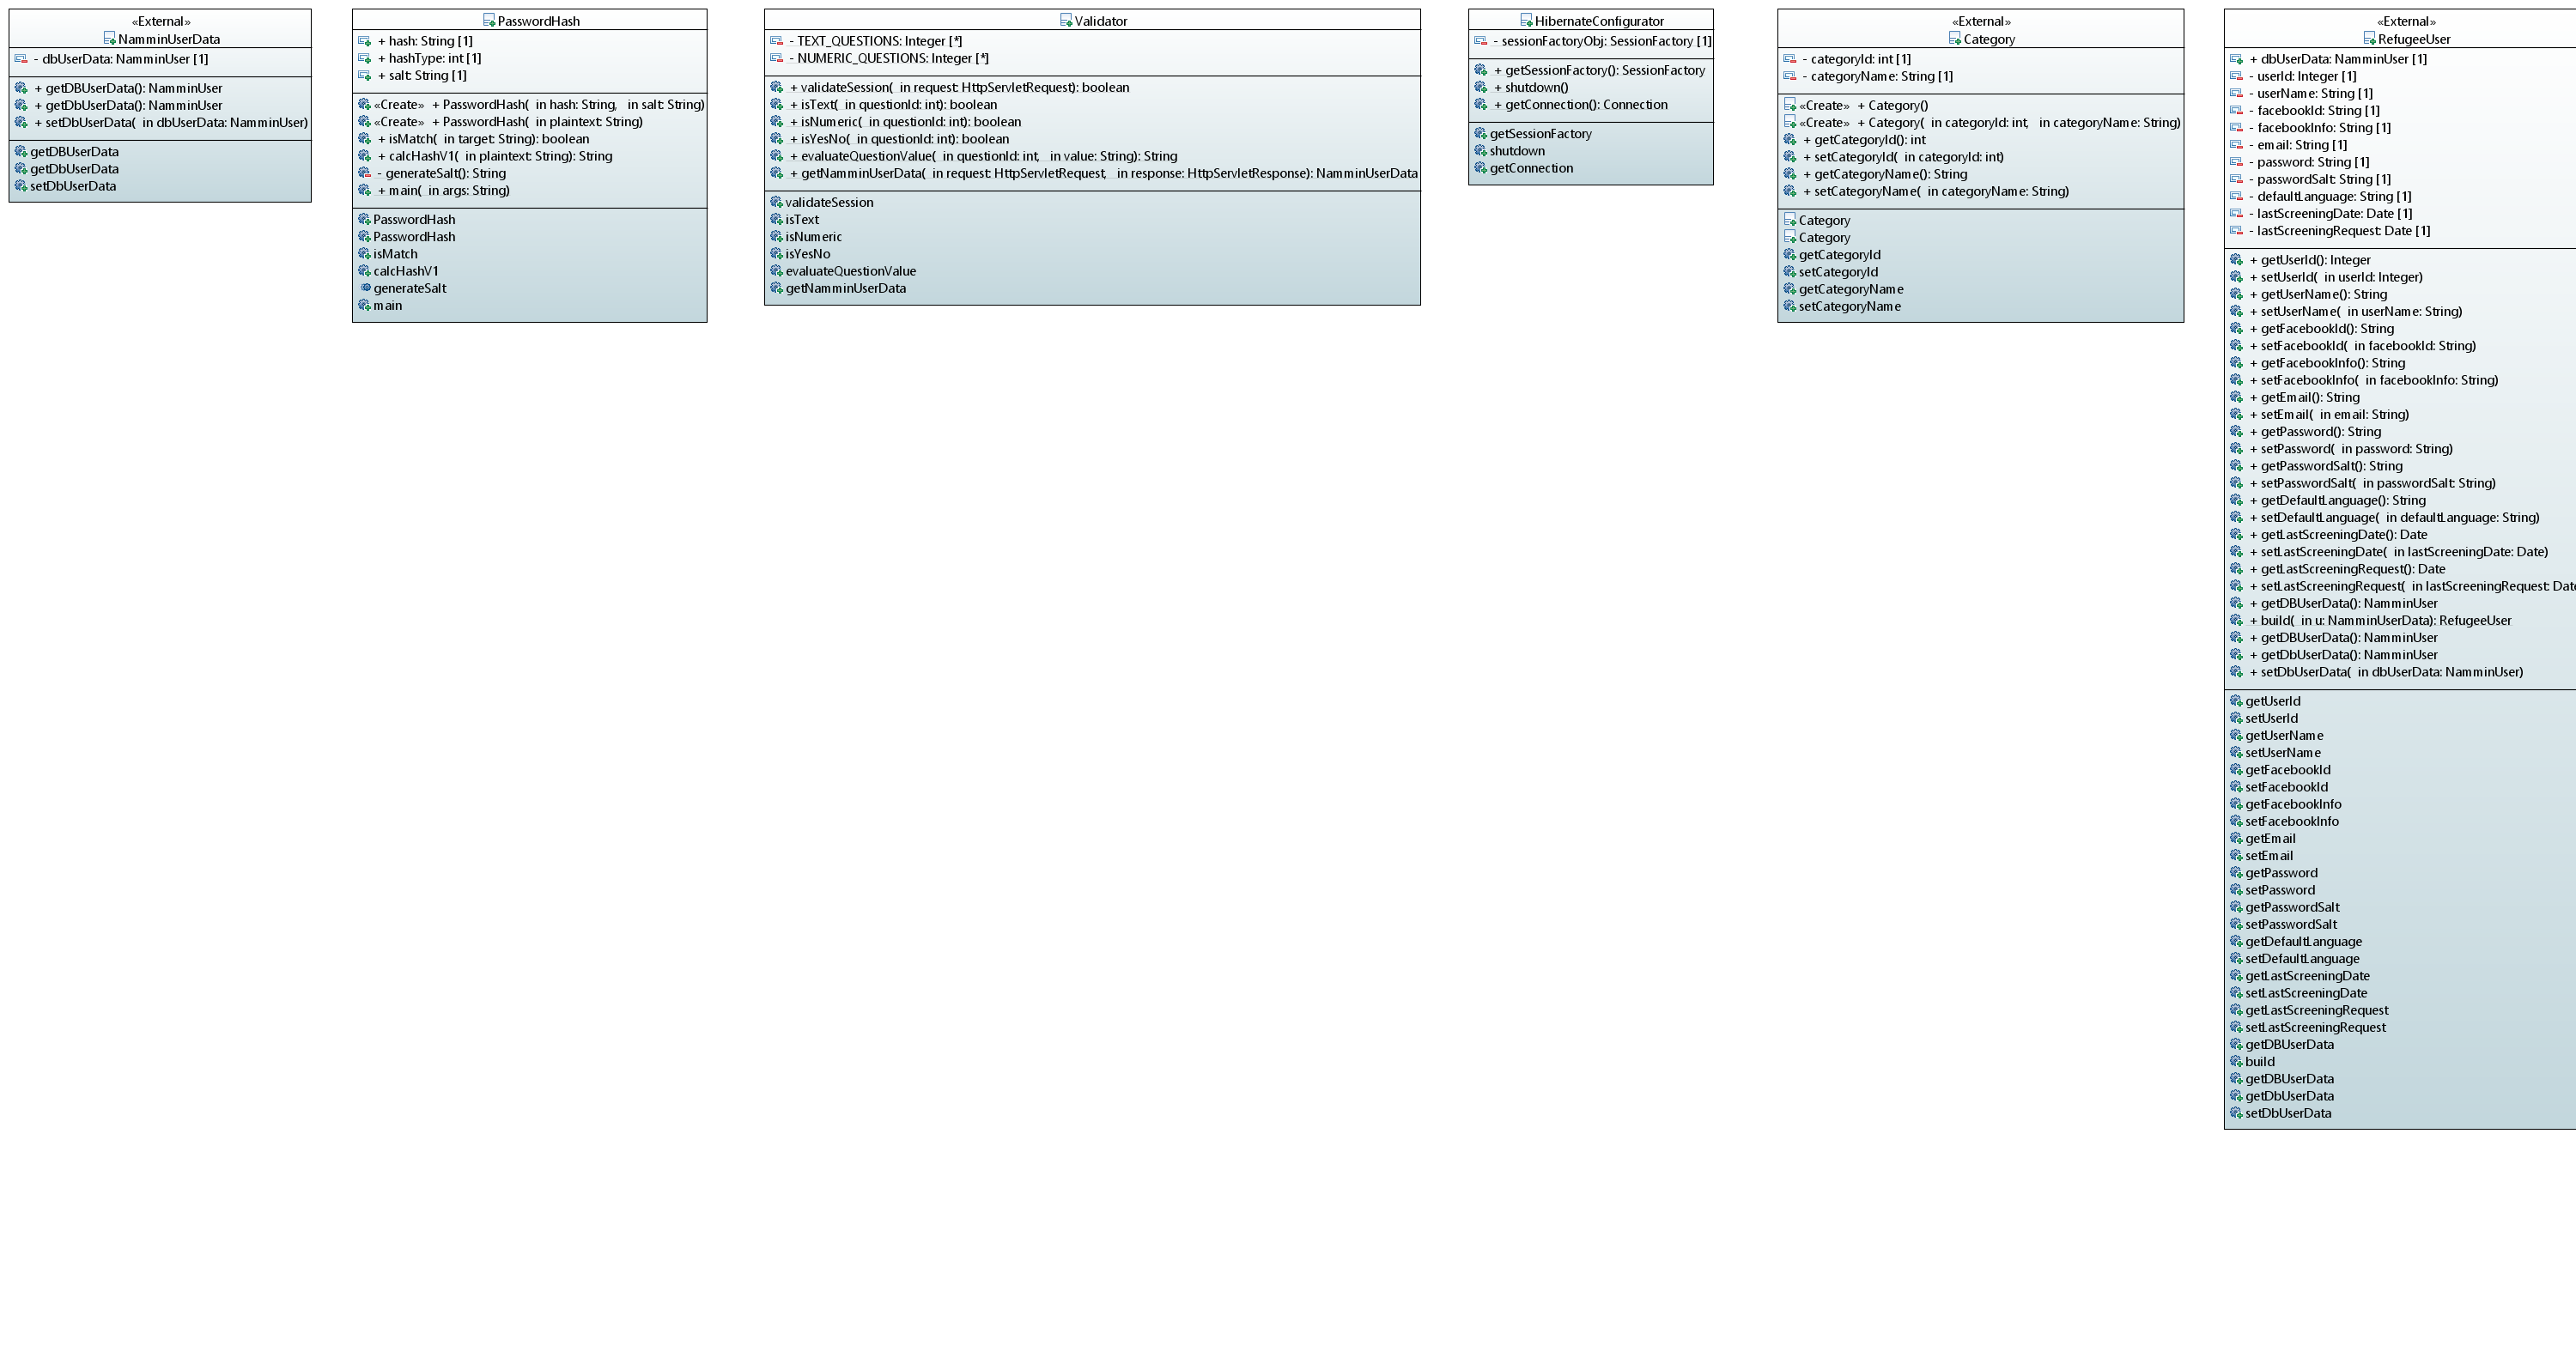 «External»
NamminUserData
- dbUserData: NamminUser [1]
+ getDBUserData(): NamminUser
+ getDbUserData(): NamminUser
+ setDbUserData( in dbUserData: NamminUser)
getDBUserData
getDbUserData
setDbUserData
PasswordHash
+ hash: String [1]
+ hashType: int [1]
+ salt: String [1]
«Create» + PasswordHash( in hash: String, in salt: String)
«Create» + PasswordHash( in plaintext: String)
+ isMatch( in target: String): boolean
+ calcHashV1( in plaintext: String): String
- generateSalt(): String
+ main( in args: String)
PasswordHash
PasswordHash
isMatch
calcHashV1
generateSalt
main
Validator
- TEXT_QUESTIONS: Integer [*]
- NUMERIC_QUESTIONS: Integer [*]
+ validateSession( in request: HttpServletRequest): boolean
+ isText( in questionId: int): boolean
+ isNumeric( in questionId: int): boolean
+ isYesNo( in questionId: int): boolean
+ evaluateQuestionValue( in questionId: int, in value: String): String
+ getNamminUserData( in request: HttpServletRequest, in response: HttpServletResponse): NamminUserData
validateSession
isText
isNumeric
isYesNo
evaluateQuestionValue
getNamminUserData
HibernateConfigurator
- sessionFactoryObj: SessionFactory [1]
+ getSessionFactory(): SessionFactory
+ shutdown()
+ getConnection(): Connection
getSessionFactory
shutdown
getConnection
«External»
Category
- categoryId: int [1]
- categoryName: String [1]
«Create» + Category()
«Create» + Category( in categoryId: int, in categoryName: String)
+ getCategoryId(): int
+ setCategoryId( in categoryId: int)
+ getCategoryName(): String
+ setCategoryName( in categoryName: String)
Category
Category
getCategoryId
setCategoryId
getCategoryName
setCategoryName
«External»
RefugeeUser
+ dbUserData: NamminUser [1]
- userId: Integer [1]
- userName: String [1]
- facebookId: String [1]
- facebookInfo: String [1]
- email: String [1]
- password: String [1]
- passwordSalt: String [1]
- defaultLanguage: String [1]
- lastScreeningDate: Date [1]
- lastScreeningRequest: Date [1]
+ getUserId(): Integer
+ setUserId( in userId: Integer)
+ getUserName(): String
+ setUserName( in userName: String)
+ getFacebookId(): String
+ setFacebookId( in facebookId: String)
+ getFacebookInfo(): String
+ setFacebookInfo( in facebookInfo: String)
+ getEmail(): String
+ setEmail( in email: String)
+ getPassword(): String
+ setPassword( in password: String)
+ getPasswordSalt(): String
+ setPasswordSalt( in passwordSalt: String)
+ getDefaultLanguage(): String
+ setDefaultLanguage( in defaultLanguage: String)
+ getLastScreeningDate(): Date
+ setLastScreeningDate( in lastScreeningDate: Date)
+ getLastScreeningRequest(): Date
+ setLastScreeningRequest( in lastScreeningRequest: Date
+ getDBUserData(): NamminUser
+ build( in u: NamminUserData): RefugeeUser
+ getDBUserData(): NamminUser
+ getDbUserData(): NamminUser
+ setDbUserData( in dbUserData: NamminUser)
getUserId
setUserId
getUserName
setUserName
getFacebookId
setFacebookId
getFacebookInfo
setFacebookInfo
getEmail
setEmail
getPassword
setPassword
getPasswordSalt
setPasswordSalt
getDefaultLanguage
setDefaultLanguage
getLastScreeningDate
setLastScreeningDate
getLastScreeningRequest
setLastScreeningRequest
getDBUserData
build
getDBUserData
getDbUserData
setDbUserData